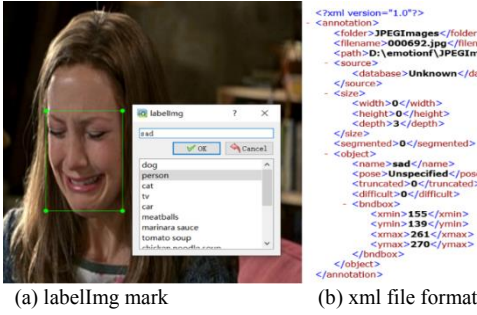 labelImg
?
×
sad
OK
Cancel
dog
person
cat
tv
car
meatballs
marinara sauce
tomato soup
chicken noodle soup
<?xml version="1.0"?>
- <annotation>
<folder>JPEGImages</folder
<filename>000692.jpg</filen
<path>D:\emotionf\JPEGIm
- <source>
<database>Unknown</da
</source>
- <size>
<width>0</width>
<height>0</height>
<depth>3</depth>
</size>
<segmented>0</segmented>
- <object>
<name>sad</name>
<pose>Unspecified</pos
<truncated>0</truncated>
<difficult>0</difficult>
- <bndbox>
<xmin>155</xmin>
<ymin>139</ymin>
<xmax>261</xmax>
<ymax>270</ymax>
</bndbox>
</object>
</annotation>
(a) labelImg mark
(b) xml file format